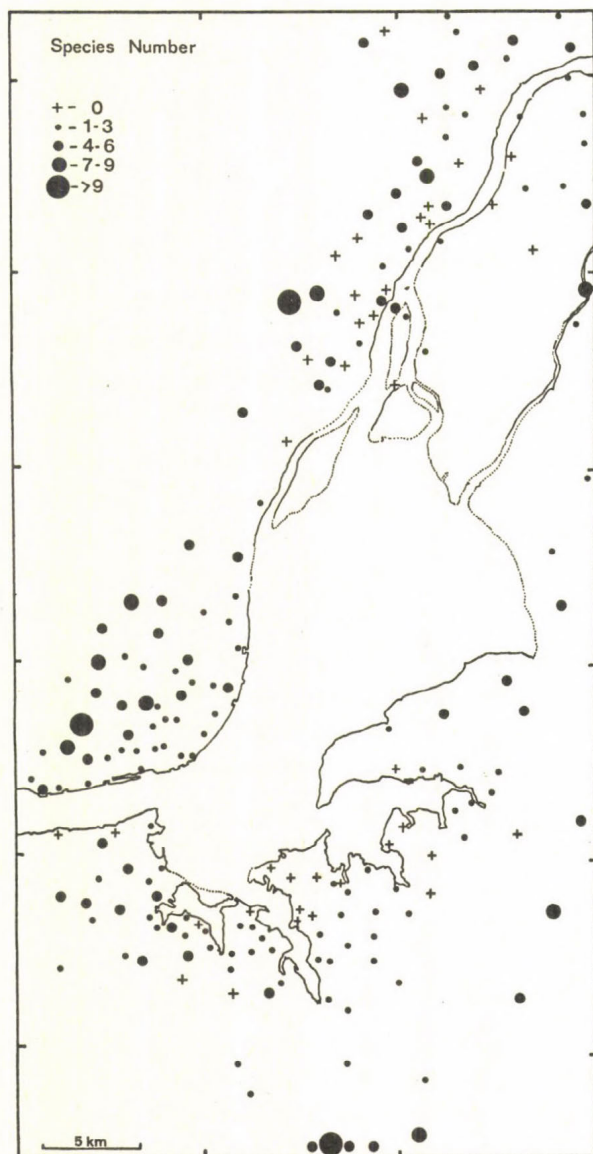 Species Number
+ - 0
• - 1-3
● - 4-6
● - 7-9
● - >9
5 km